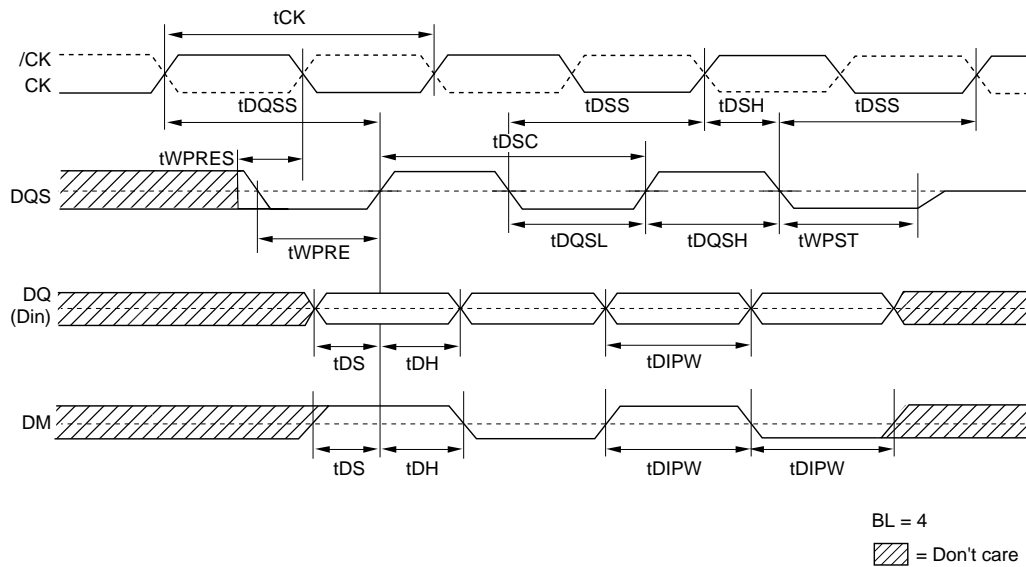 tCK
/CK
CK
tDQSS
tDSS
tDSH
tDSS
tWPRES
tDSC
DQS
tWPRE
tDQSL
tDQSH
tWPST
DQ
(Din)
tDS
tDH
tDIPW
DM
tDS
tDH
tDIPW
tDIPW
BL = 4
= Don't care